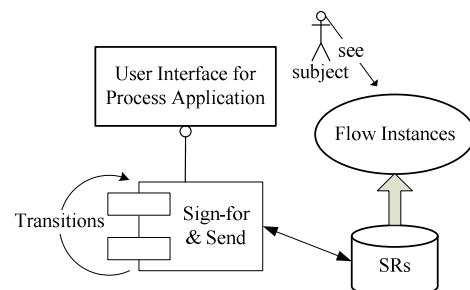 see
subject
User Interface for
Process Application
Flow Instances
Transitions
Sign-for
& Send
SRs